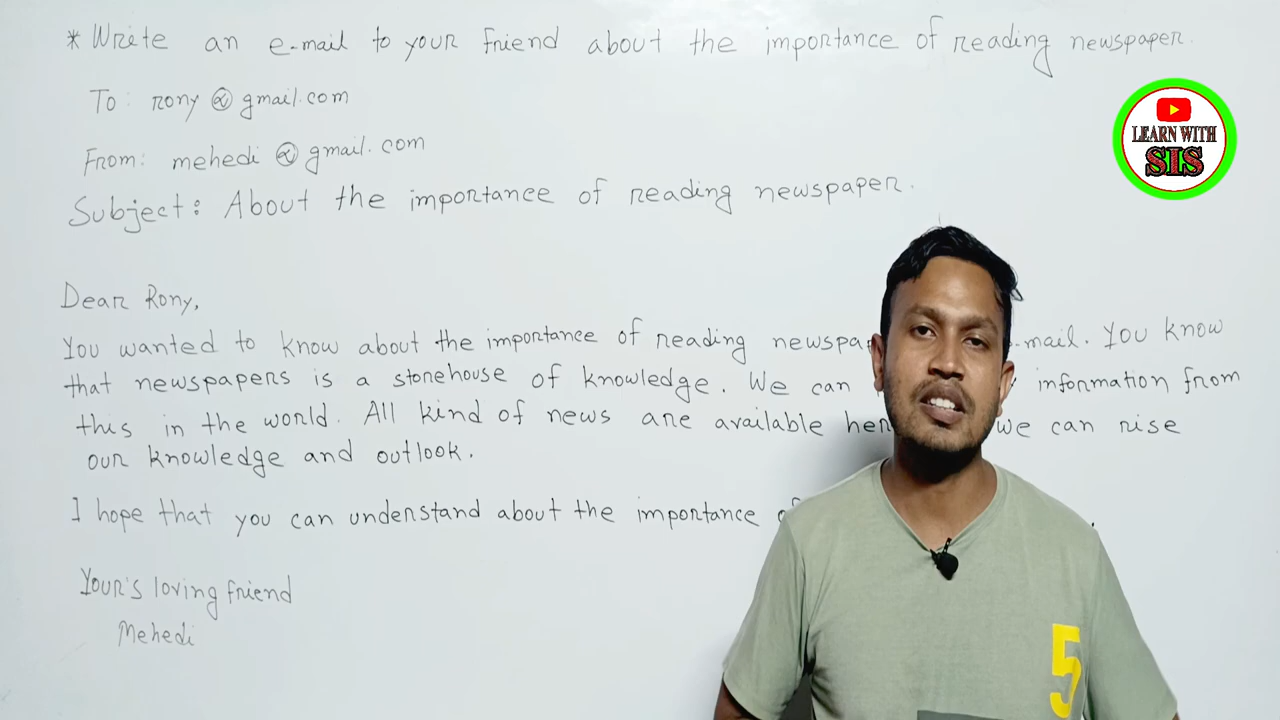 * Write an e-mail to your friend about the importance of reading newspaper.
To: rony @ gmail.com
From: mehedi @ gmail.com
Subject: About the importance of reading newspaper.
LEARN WITH
SIS
Dear Rony,
You wanted to know about the importance of reading mail. You know
that newspapers is a storehouse of knowledge. We can information from
this in the world. All kind of news are available we can rise
our knowledge and outlook.
I hope that you can understand about the importance
Your's loving friend
Mehedi
5